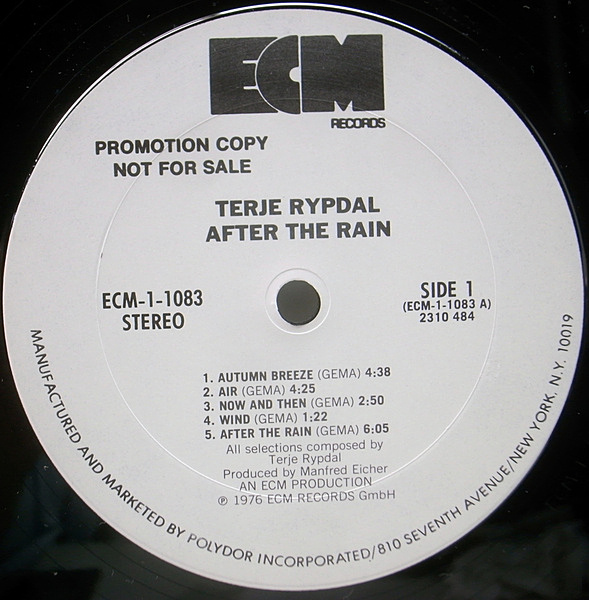 ECM
RECORDS
PROMOTION COPY
NOT FOR SALE
TERJE RYPDAL
AFTER THE RAIN
ECM-1-1083
STEREO
SIDE 1
(ECM-1-1083 A)
2310 484
1. AUTUMN BREEZE (GEMA) 4:38
2. AIR (GEMA) 4:25
3. NOW AND THEN (GEMA) 2:50
4. WIND (GEMA) 1:22
5. AFTER THE RAIN (GEMA) 6:05
All selections composed by
Terje Rypdal
Produced by Manfred Eicher
AN ECM PRODUCTION
℗ 1976 ECM RECORDS GmbH
MANUFACTURED AND MARKETED BY POLYDOR INCORPORATED/810 SEVENTH AVENUE/NEW YORK, N.Y. 10019